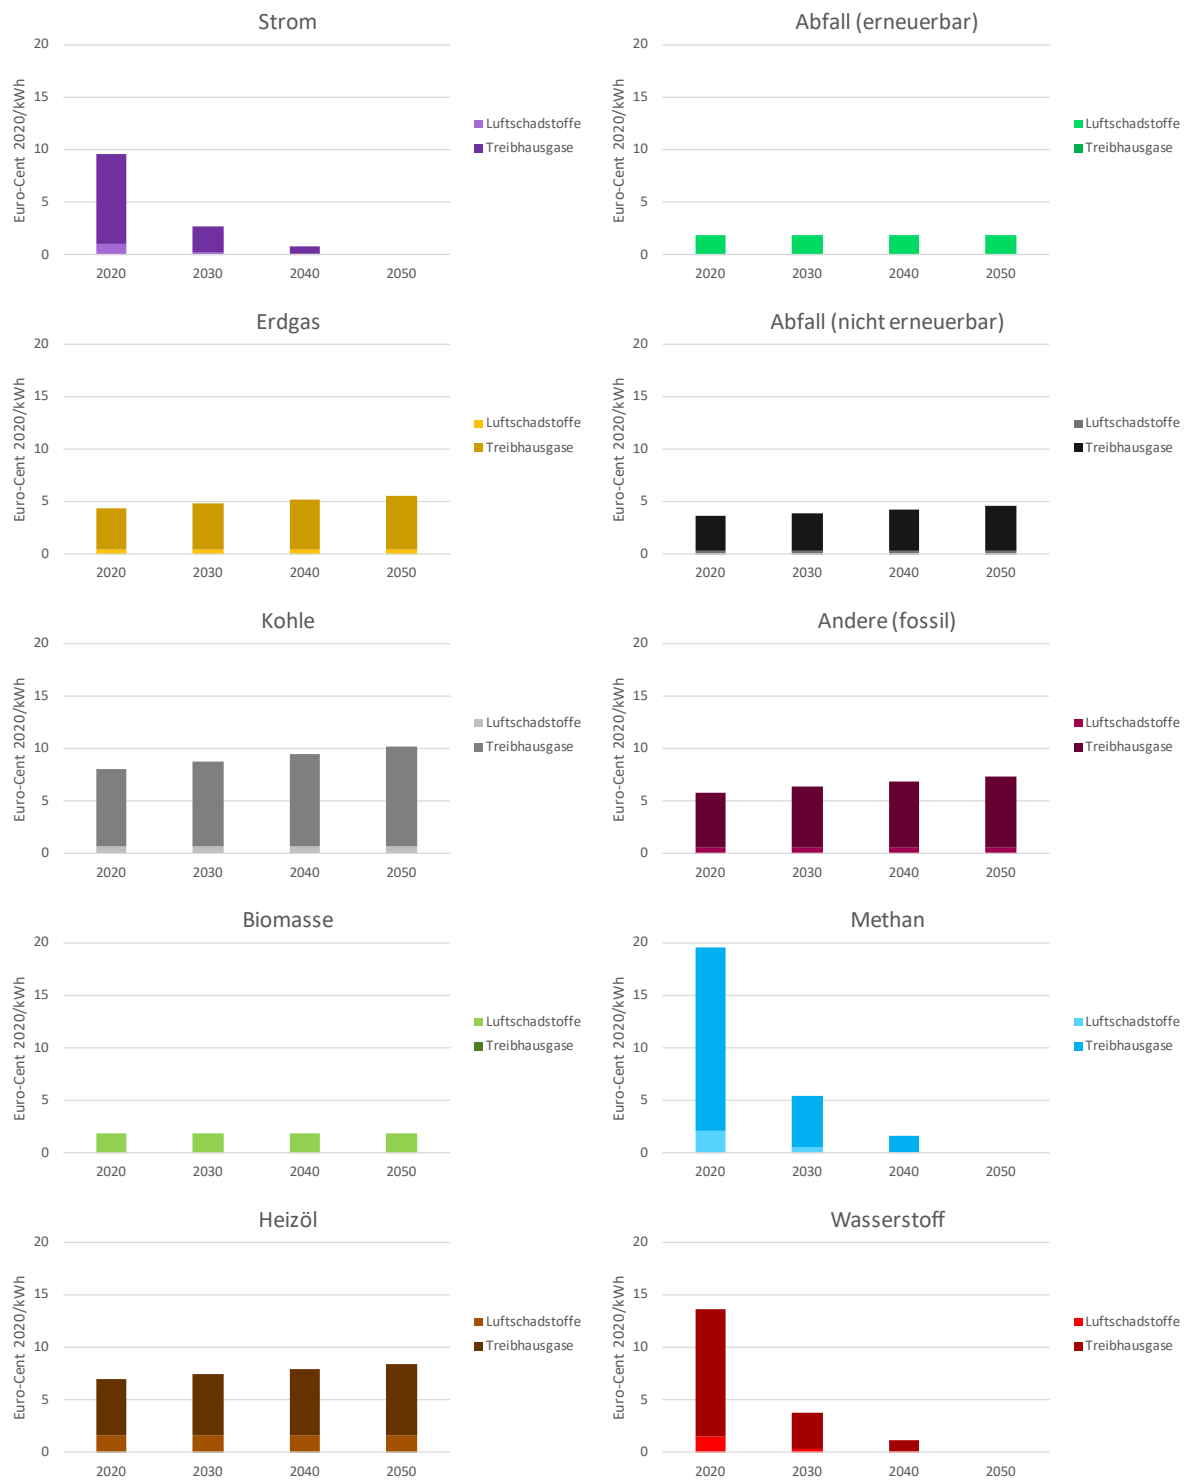 Strom
Euro-Cent 2020/kWh
20
15
10
5
0
2020 2030 2040 2050
Luftschadstoffe
Treibhausgase
Abfall (erneuerbar)
Euro-Cent 2020/kWh
20
15
10
5
0
2020 2030 2040 2050
Luftschadstoffe
Treibhausgase
Erdgas
Euro-Cent 2020/kWh
20
15
10
5
0
2020 2030 2040 2050
Luftschadstoffe
Treibhausgase
Abfall (nicht erneuerbar)
Euro-Cent 2020/kWh
20
15
10
5
0
2020 2030 2040 2050
Luftschadstoffe
Treibhausgase
Kohle
Euro-Cent 2020/kWh
20
15
10
5
0
2020 2030 2040 2050
Luftschadstoffe
Treibhausgase
Andere (fossil)
Euro-Cent 2020/kWh
20
15
10
5
0
2020 2030 2040 2050
Luftschadstoffe
Treibhausgase
Biomasse
Euro-Cent 2020/kWh
20
15
10
5
0
2020 2030 2040 2050
Luftschadstoffe
Treibhausgase
Methan
Euro-Cent 2020/kWh
20
15
10
5
0
2020 2030 2040 2050
Luftschadstoffe
Treibhausgase
Heizöl
Euro-Cent 2020/kWh
20
15
10
5
0
2020 2030 2040 2050
Luftschadstoffe
Treibhausgase
Wasserstoff
Euro-Cent 2020/kWh
20
15
10
5
0
2020 2030 2040 2050
Luftschadstoffe
Treibhausgase